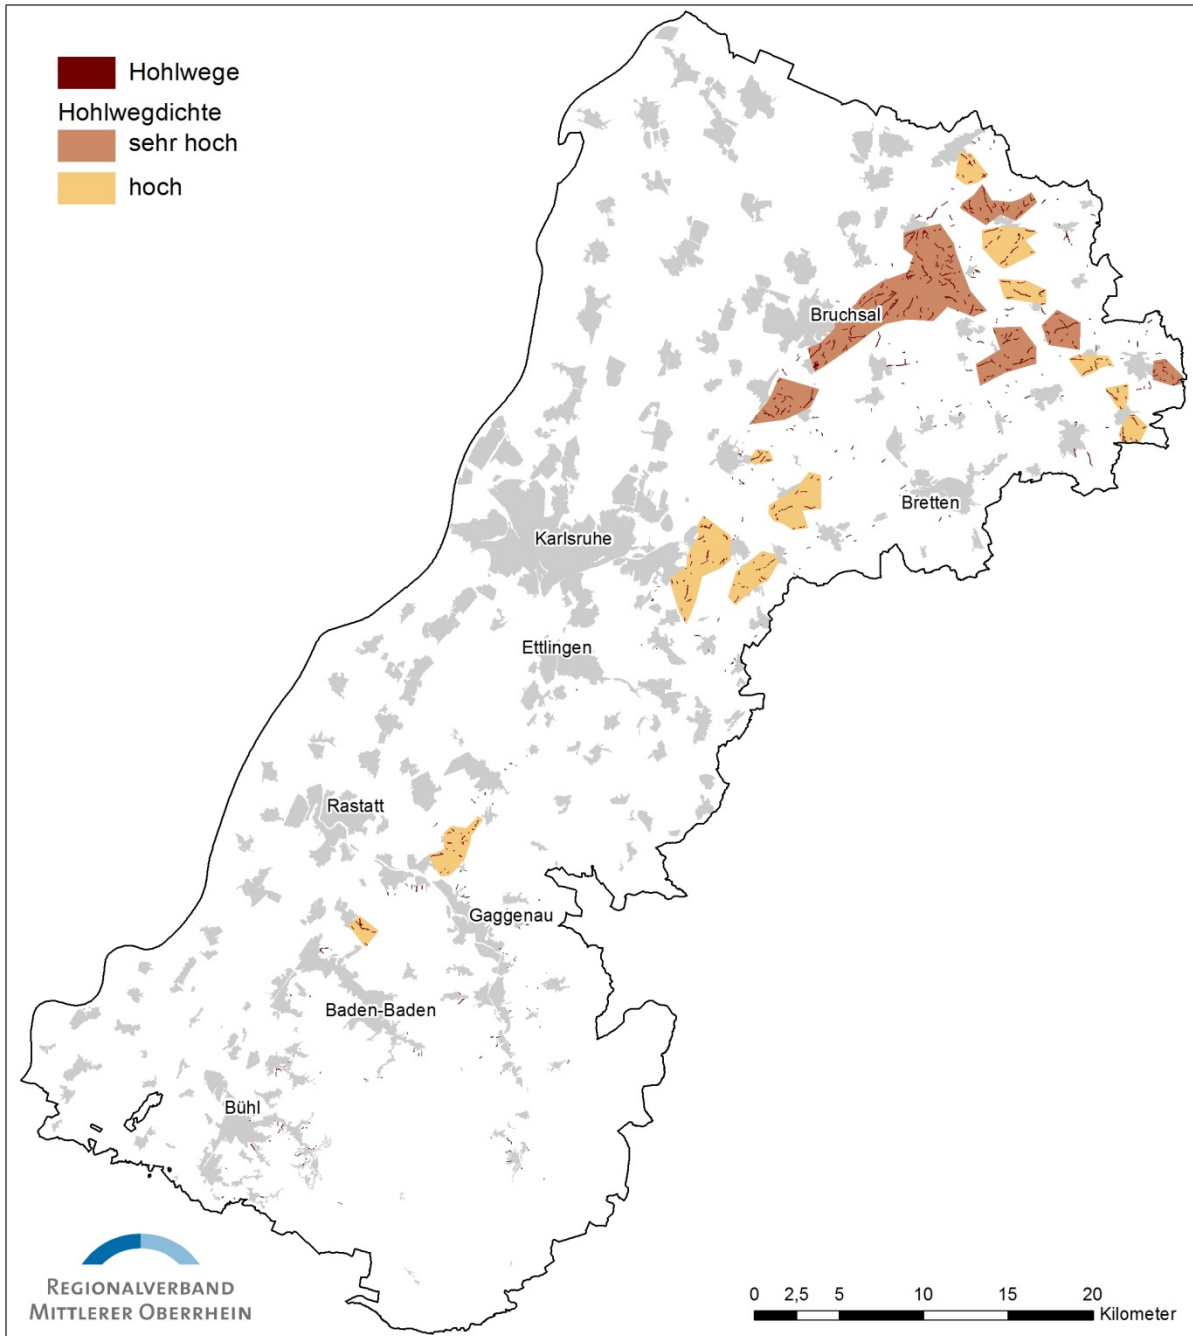 Hohlwege
Hohlwegdichte
sehr hoch
hoch
Bruchsal
Bretten
Karlsruhe
Ettlingen
Rastatt
Gaggenau
Baden-Baden
Bühl
REGIONALVERBAND
MITTLERER OBERRHEIN
0 2,5 5 10 15 20
Kilometer